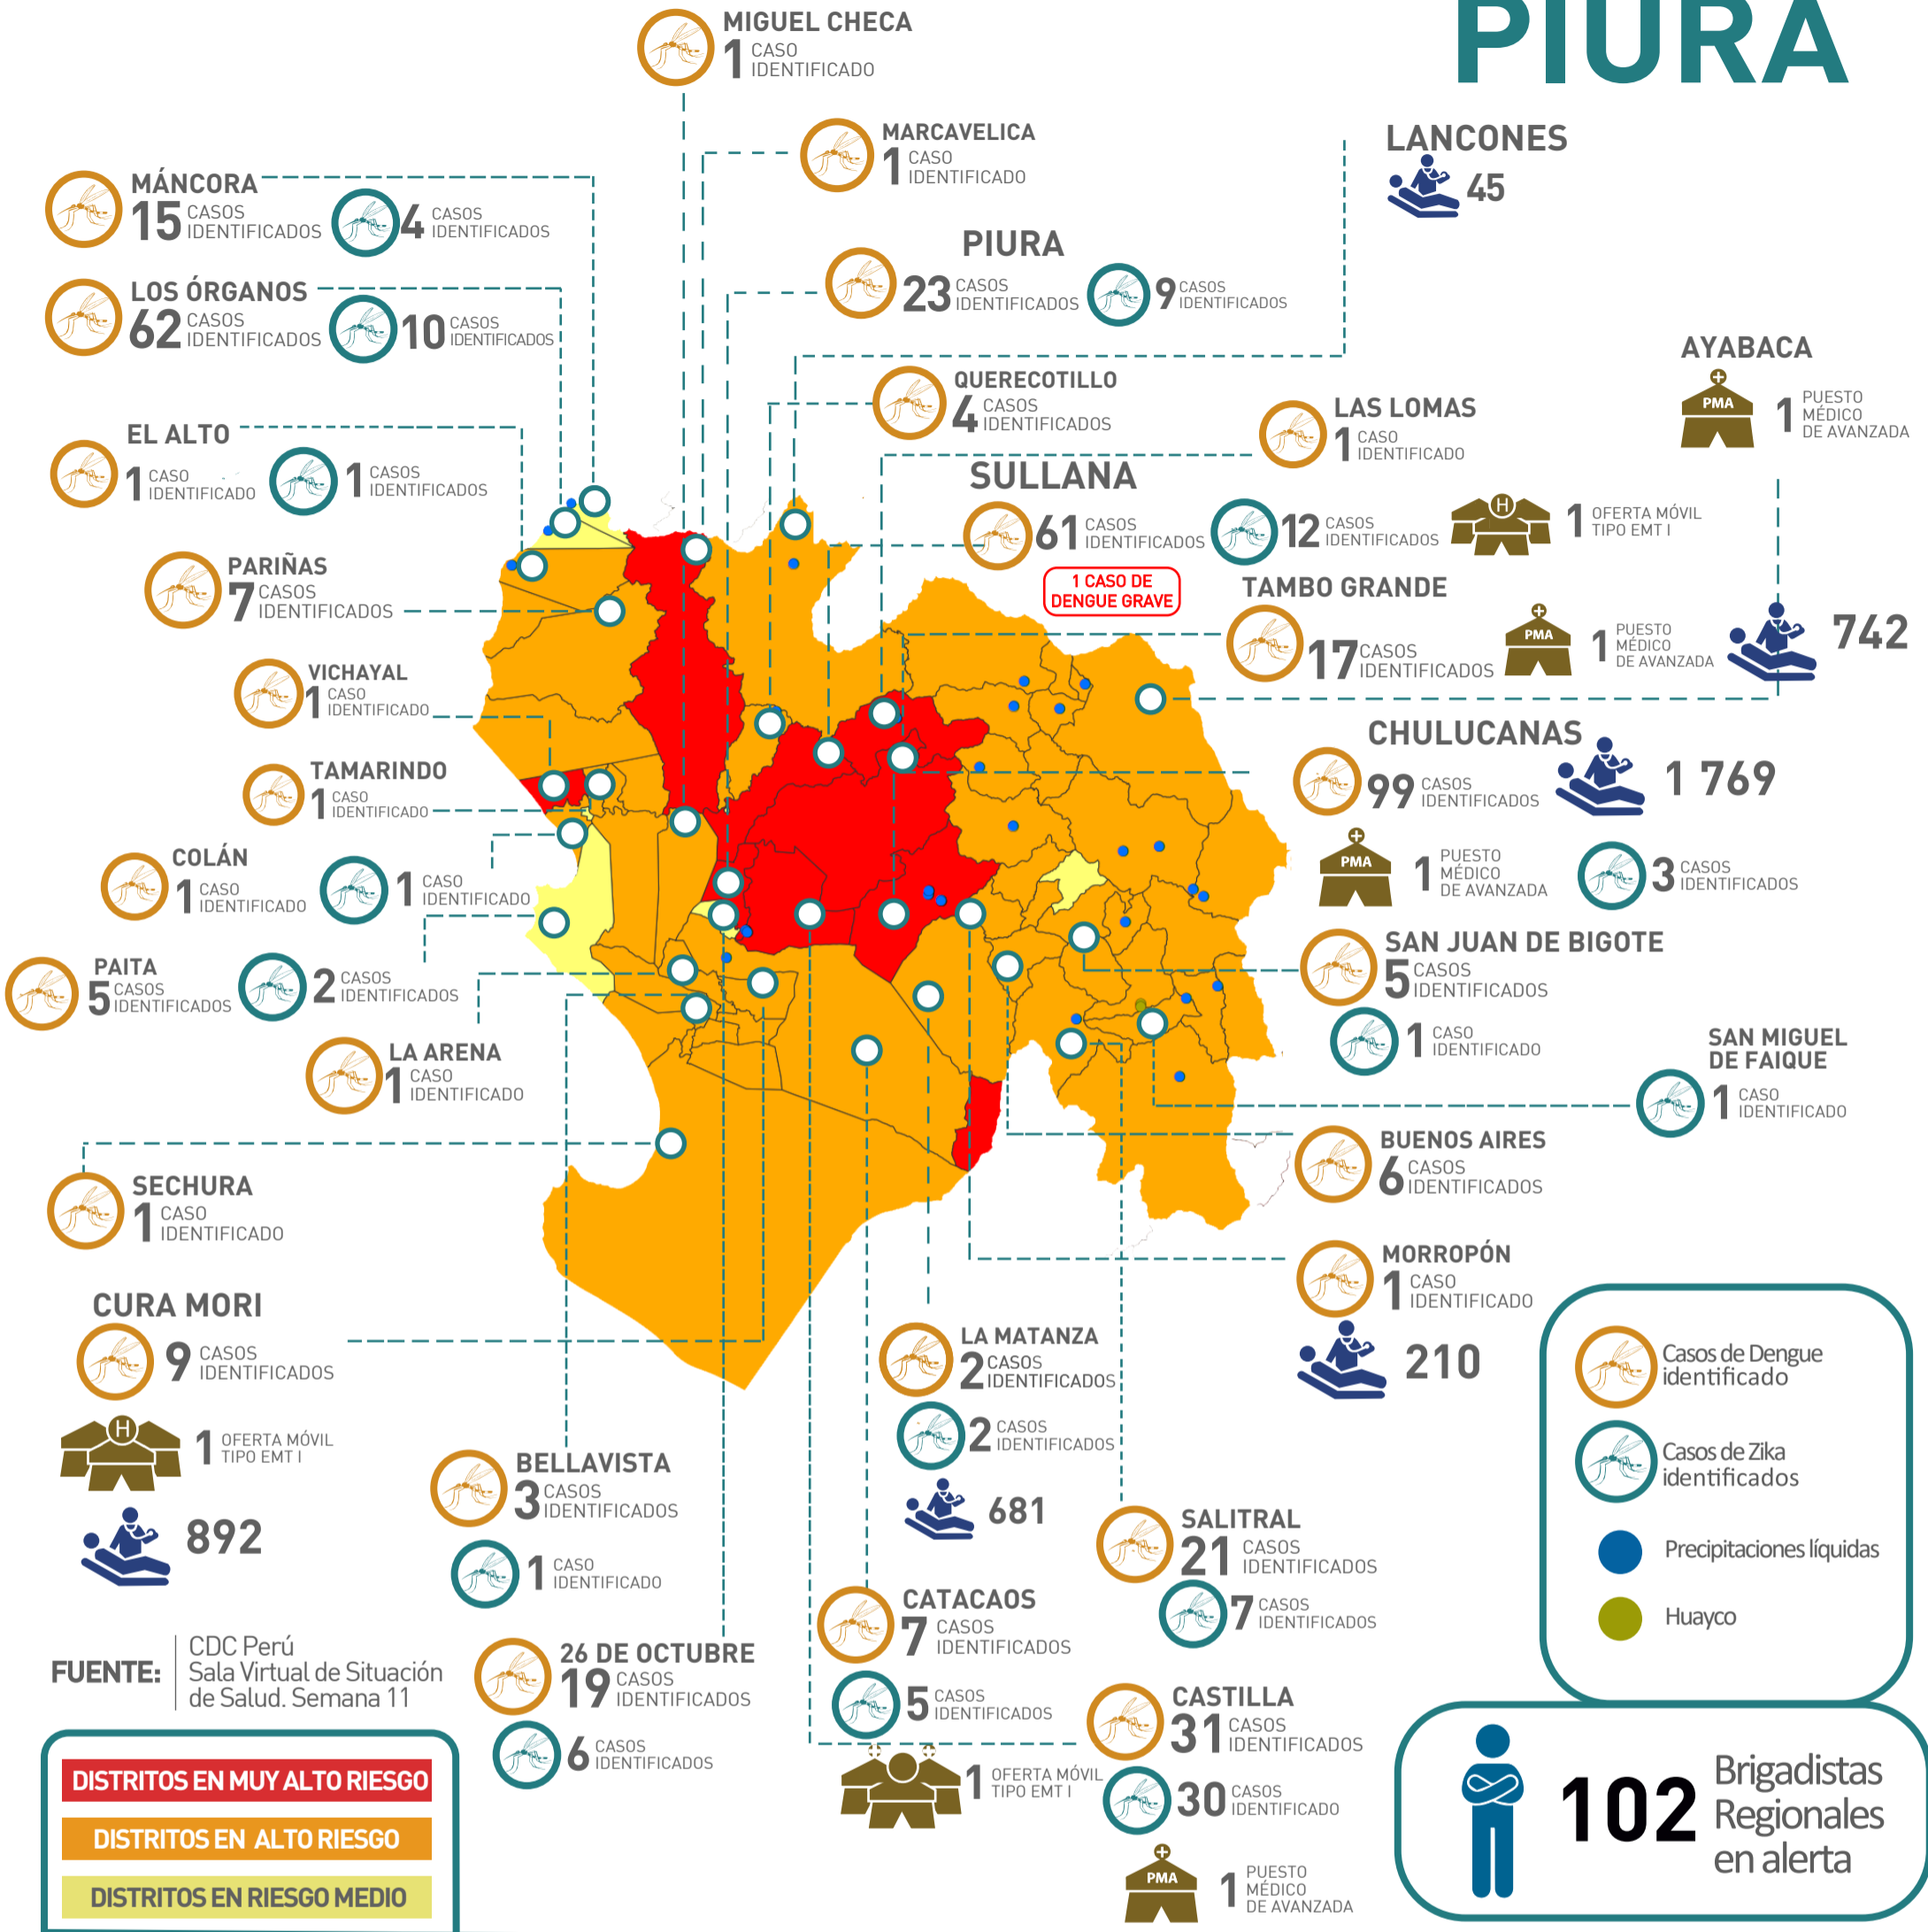 PIURA
MIGUEL CHECA
1 CASO
IDENTIFICADO
MARCAVELICA
1 CASO
IDENTIFICADO
LANCONES
45
MÁNCORA
15 CASOS
IDENTIFICADOS
4 CASOS
IDENTIFICADOS
PIURA
23 CASOS
IDENTIFICADOS
9 CASOS
IDENTIFICADOS
LOS ÓRGANOS
62 CASOS
IDENTIFICADOS
10 CASOS
IDENTIFICADOS
AYABACA
PMA
1 PUESTO
MÉDICO
DE AVANZADA
742
QUERECOTILLO
4 CASOS
IDENTIFICADOS
LAS LOMAS
1 CASO
IDENTIFICADO
EL ALTO
1 CASO
IDENTIFICADO
1 CASOS
IDENTIFICADOS
SULLANA
61 CASOS
IDENTIFICADOS
12 CASOS
IDENTIFICADOS
H
1 OFERTA MÓVIL
TIPO EMT I
1 CASO DE
DENGUE GRAVE
PARIÑAS
7 CASOS
IDENTIFICADOS
TAMBO GRANDE
17 CASOS
IDENTIFICADOS
PMA
1 PUESTO
MÉDICO
DE AVANZADA
VICHAYAL
1 CASO
IDENTIFICADO
CHULUCANAS
99 CASOS
IDENTIFICADOS
1 769
PMA
1 PUESTO
MÉDICO
DE AVANZADA
3 CASOS
IDENTIFICADOS
TAMARINDO
1 CASO
IDENTIFICADO
COLÁN
1 CASO
IDENTIFICADO
1 CASO
IDENTIFICADO
PAITA
5 CASOS
IDENTIFICADOS
2 CASOS
IDENTIFICADOS
SAN JUAN DE BIGOTE
5 CASOS
IDENTIFICADOS
1 CASO
IDENTIFICADO
LA ARENA
1 CASO
IDENTIFICADO
SAN MIGUEL
DE FAIQUE
1 CASO
IDENTIFICADO
BUENOS AIRES
6 CASOS
IDENTIFICADOS
SECHURA
1 CASO
IDENTIFICADO
MORROPÓN
1 CASO
IDENTIFICADO
210
CURA MORI
9 CASOS
IDENTIFICADOS
H
1 OFERTA MÓVIL
TIPO EMT I
892
LA MATANZA
2 CASOS
IDENTIFICADOS
2 CASOS
IDENTIFICADOS
681
BELLAVISTA
3 CASOS
IDENTIFICADOS
1 CASO
IDENTIFICADO
SALITRAL
21 CASOS
IDENTIFICADOS
7 CASOS
IDENTIFICADOS
CATACAOS
7 CASOS
IDENTIFICADOS
5 CASOS
IDENTIFICADOS
1 OFERTA MÓVIL
TIPO EMT I
26 DE OCTUBRE
19 CASOS
IDENTIFICADOS
6 CASOS
IDENTIFICADOS
CASTILLA
31 CASOS
IDENTIFICADOS
30 CASOS
IDENTIFICADO
PMA
1 PUESTO
MÉDICO
DE AVANZADA
Casos de Dengue
identificado
Casos de Zika
identificados
Precipitaciones líquidas
Huayco
FUENTE:
CDC Perú
Sala Virtual de Situación
de Salud. Semana 11
DISTRITOS EN MUY ALTO RIESGO
DISTRITOS EN ALTO RIESGO
DISTRITOS EN RIESGO MEDIO
102 Brigadistas
Regionales
en alerta